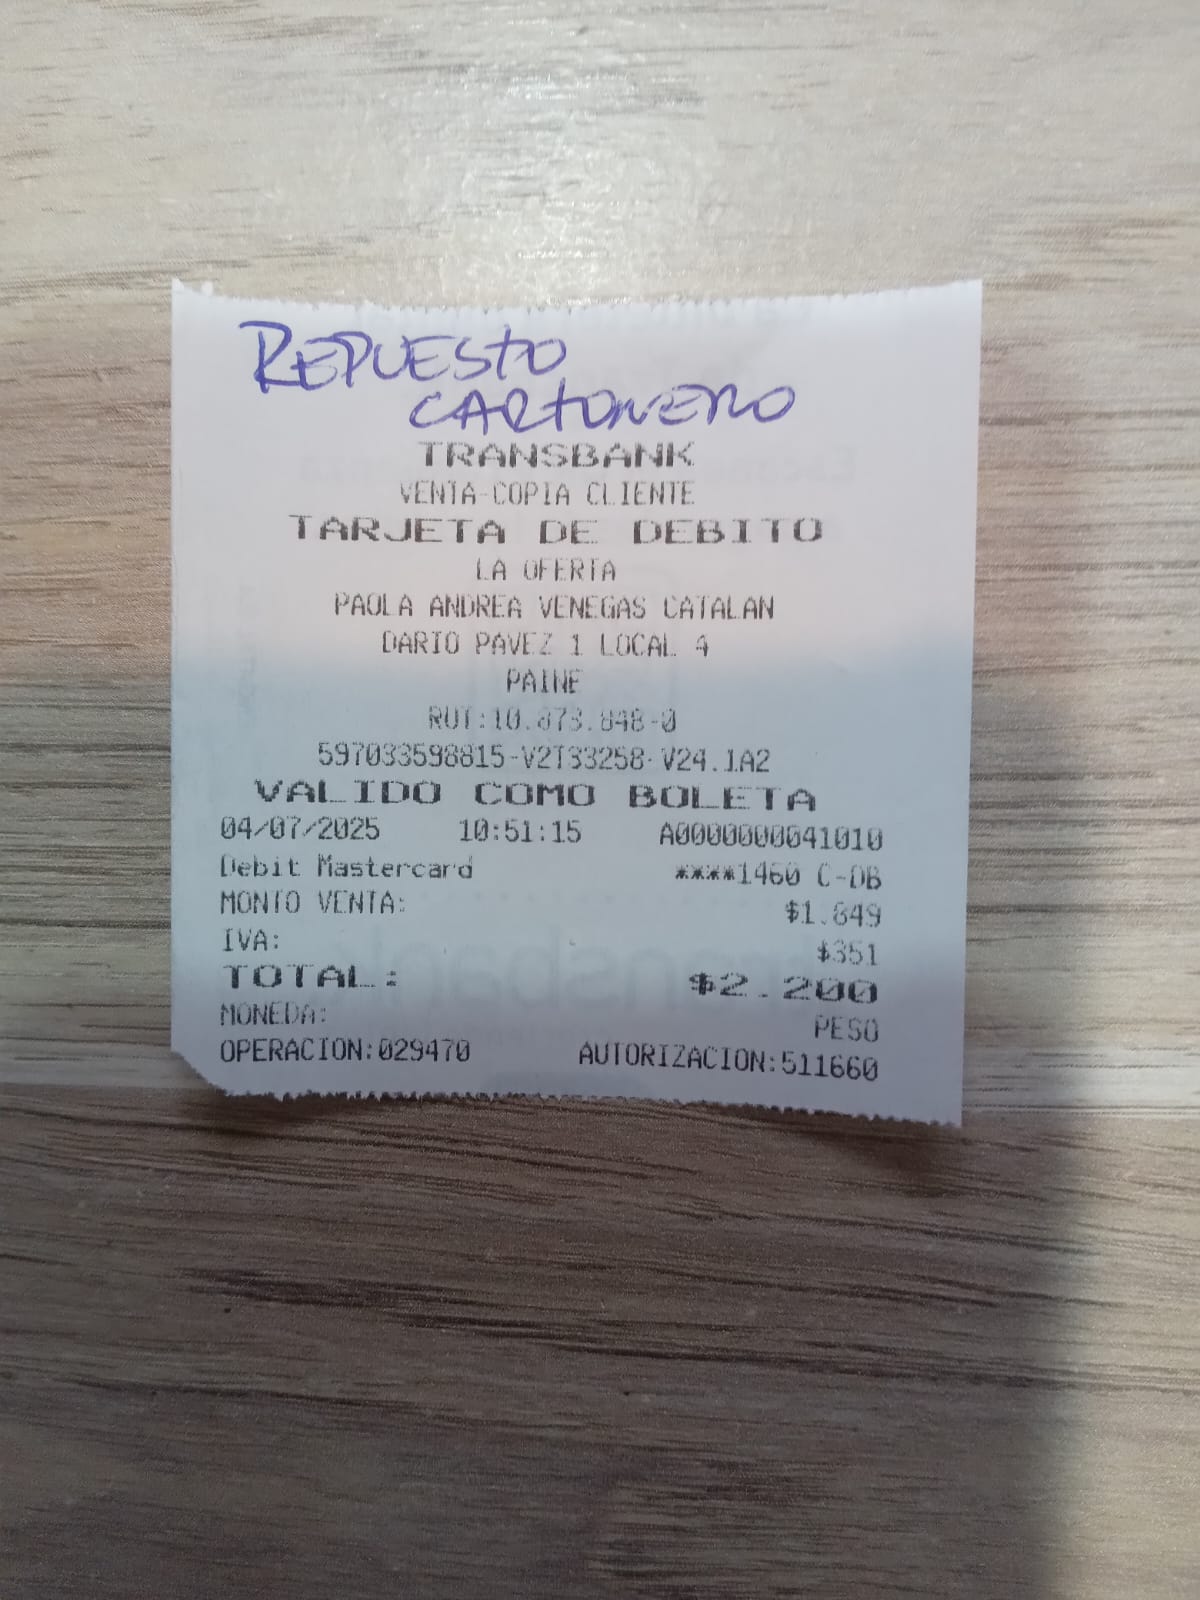 REPUESTO
CARTONERO
TRANSBANK
VENTA-COPIA CLIENTE
TARJETA DE DEBITO
LA OFERTA
PAOLA ANDREA VENEGAS CATALAN
DARIO PAVEZ 1 LOCAL 4
PAINE
RUT:10.873.848-0
597033598815-V2T33258-V24.1A2
VALIDO COMO BOLETA
04/07/2025 10:51:15 A0000000041010
Debit Mastercard ****1460 C-DB
MONTO VENTA: $1.849
IVA: $351
TOTAL: $2.200
MONEDA: PESO
OPERACION:029470 AUTORIZACION:511660